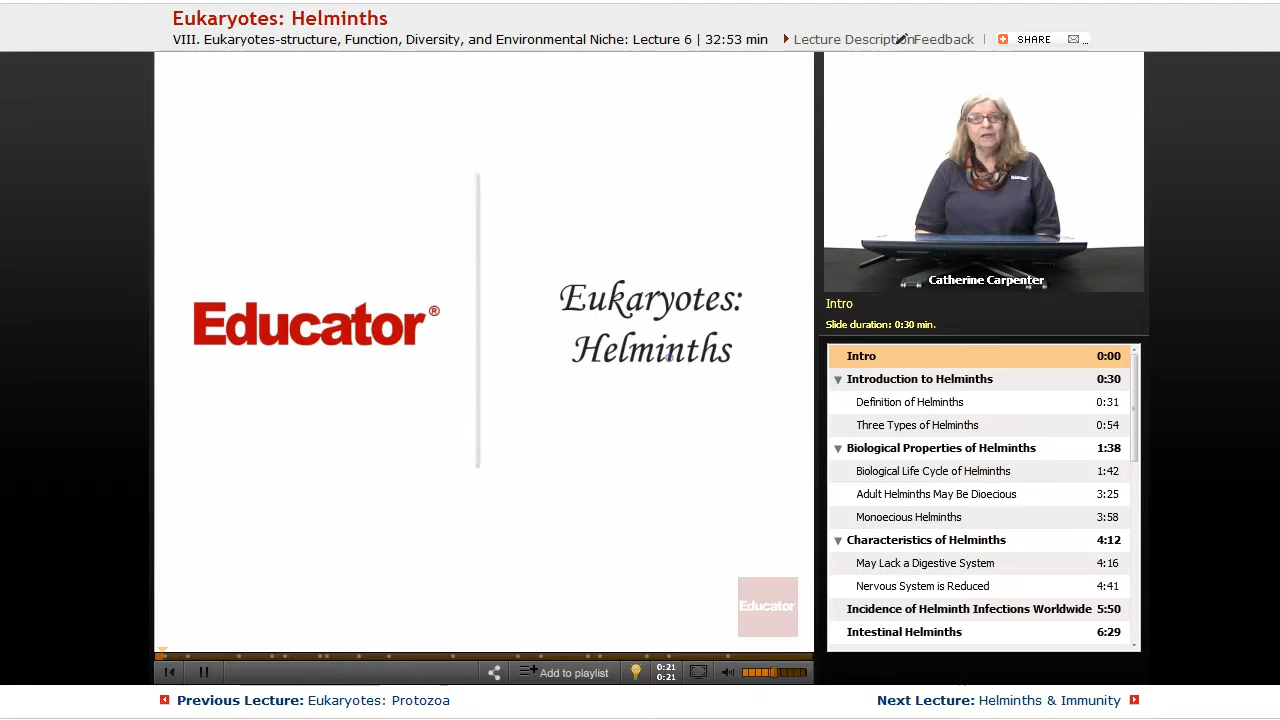 Eukaryotes: Helminths
VIII. Eukaryotes-structure, Function, Diversity, and Environmental Niche: Lecture 6 | 32:53 min
Lecture Description
Feedback
SHARE
...
Educator®
Eukaryotes:
Helminths
Educator
Educator
Catherine Carpenter
Intro
Slide duration: 0:30 min.
Intro 0:00
Introduction to Helminths 0:30
Definition of Helminths 0:31
Three Types of Helminths 0:54
Biological Properties of Helminths 1:38
Biological Life Cycle of Helminths 1:42
Adult Helminths May Be Dioecious 3:25
Monoecious Helminths 3:58
Characteristics of Helminths 4:12
May Lack a Digestive System 4:16
Nervous System is Reduced 4:41
Incidence of Helminth Infections Worldwide 5:50
Intestinal Helminths 6:29
Add to playlist
0:21
0:21
Previous Lecture: Eukaryotes: Protozoa
Next Lecture: Helminths & Immunity